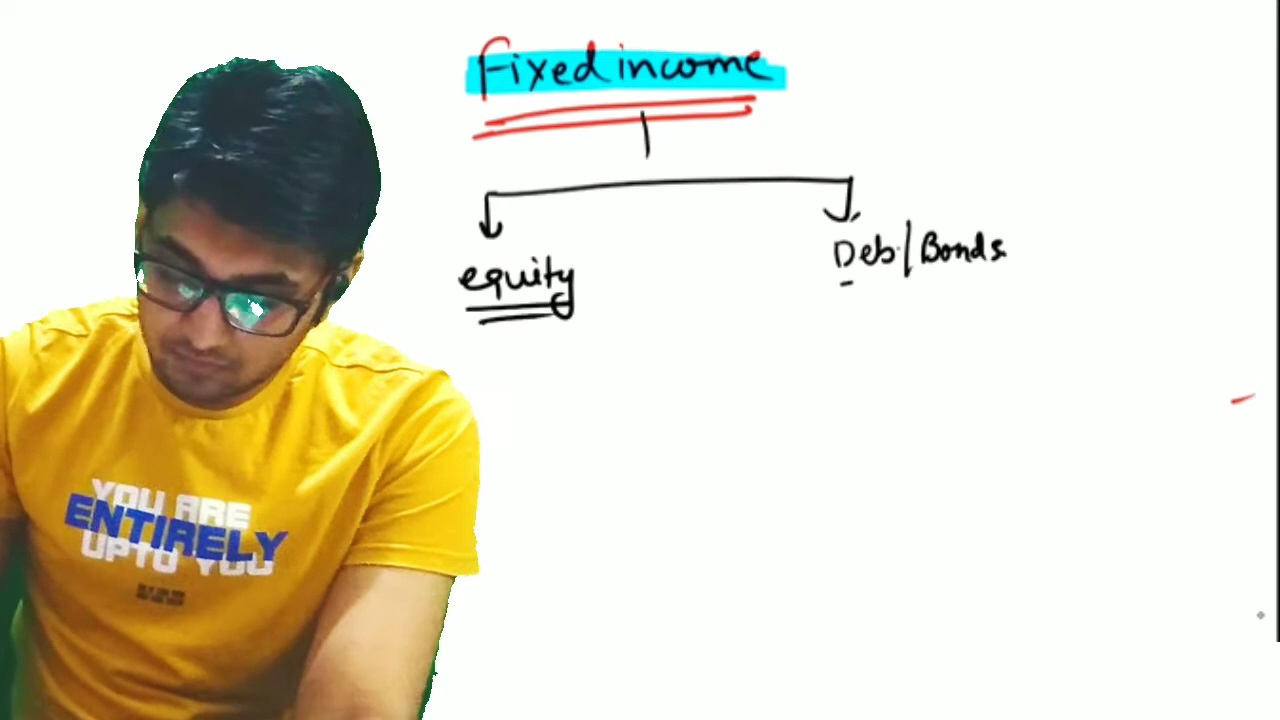 Fixed income
equity
Deb/Bonds
YOU ARE
ENTIRELY
UPTO YOU